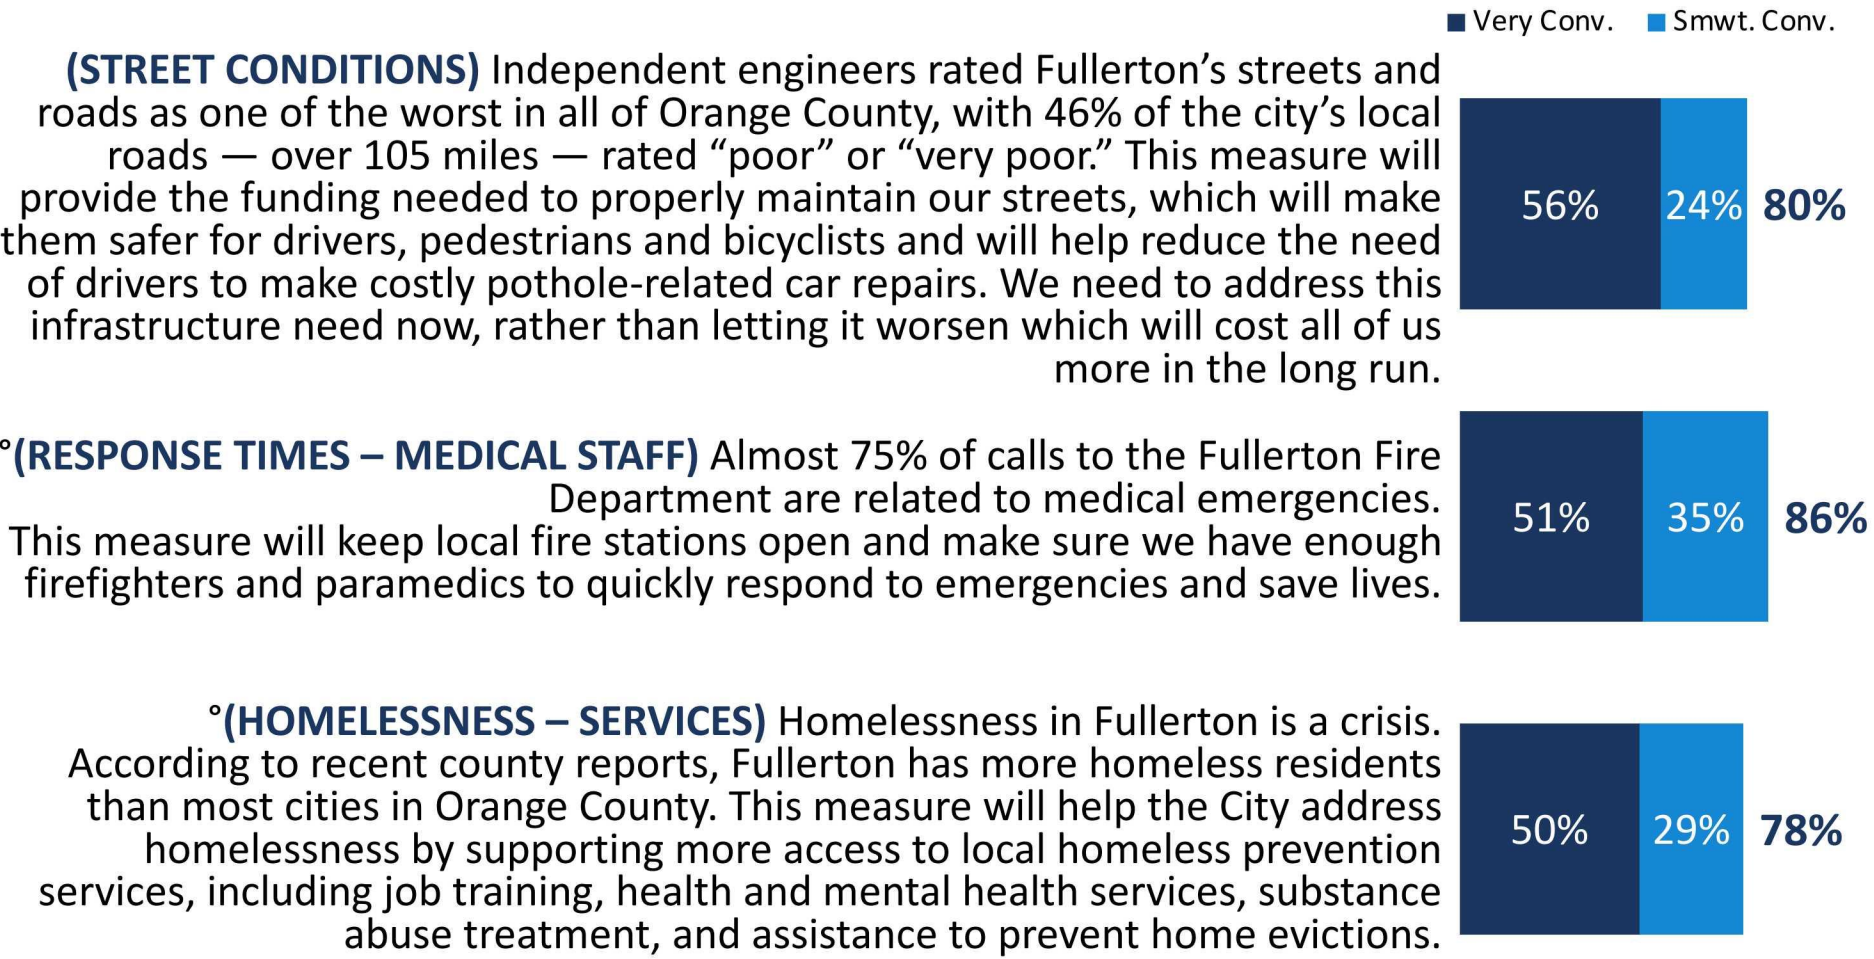 Very Conv. Smwt. Conv.
(STREET CONDITIONS) Independent engineers rated Fullerton’s streets and
roads as one of the worst in all of Orange County, with 46% of the city’s local
roads — over 105 miles — rated “poor” or “very poor.” This measure will
provide the funding needed to properly maintain our streets, which will make
them safer for drivers, pedestrians and bicyclists and will help reduce the need
of drivers to make costly pothole-related car repairs. We need to address this
infrastructure need now, rather than letting it worsen which will cost all of us
more in the long run.
56% 24% 80%
°(RESPONSE TIMES – MEDICAL STAFF) Almost 75% of calls to the Fullerton Fire
Department are related to medical emergencies.
This measure will keep local fire stations open and make sure we have enough
firefighters and paramedics to quickly respond to emergencies and save lives.
51% 35% 86%
°(HOMELESSNESS – SERVICES) Homelessness in Fullerton is a crisis.
According to recent county reports, Fullerton has more homeless residents
than most cities in Orange County. This measure will help the City address
homelessness by supporting more access to local homeless prevention
services, including job training, health and mental health services, substance
abuse treatment, and assistance to prevent home evictions.
50% 29% 78%